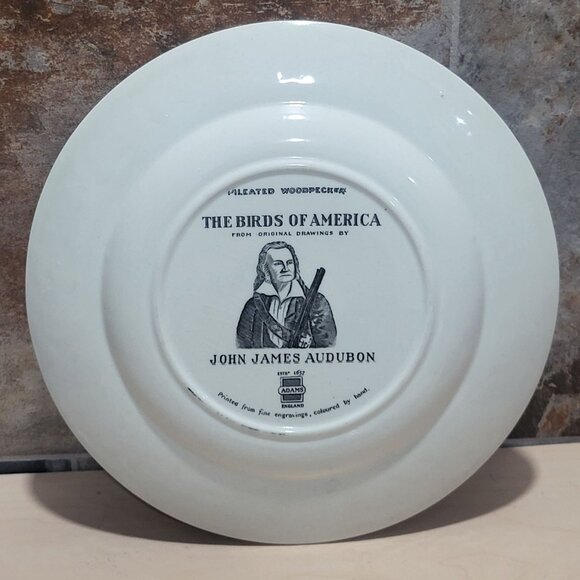 PILEATED WOODPECKER
THE BIRDS OF AMERICA
FROM ORIGINAL DRAWINGS BY
JOHN JAMES AUDUBON
ESTBD 1657
ADAMS
ENGLAND
Printed from fine engravings, coloured by hand.